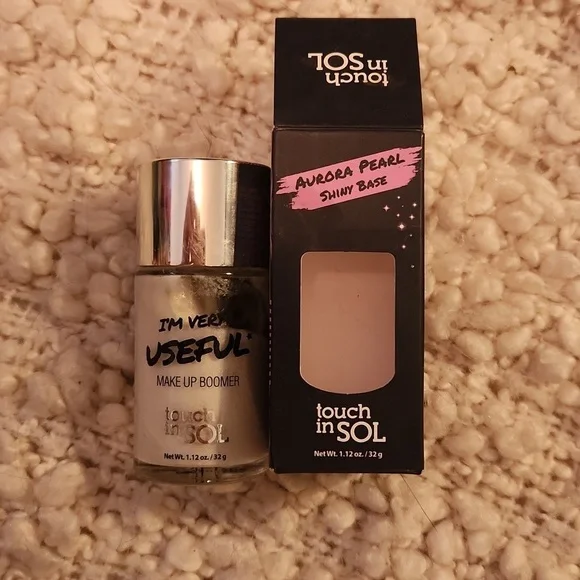 touch
in SOL
AURORA PEARL
SHINY BASE
touch
in SOL
Net Wt. 1.12 oz. / 32 g
I'M VERY
USEFUL
MAKE UP BOOMER
touch
in SOL
Net Wt. 1.12 oz. / 32 g